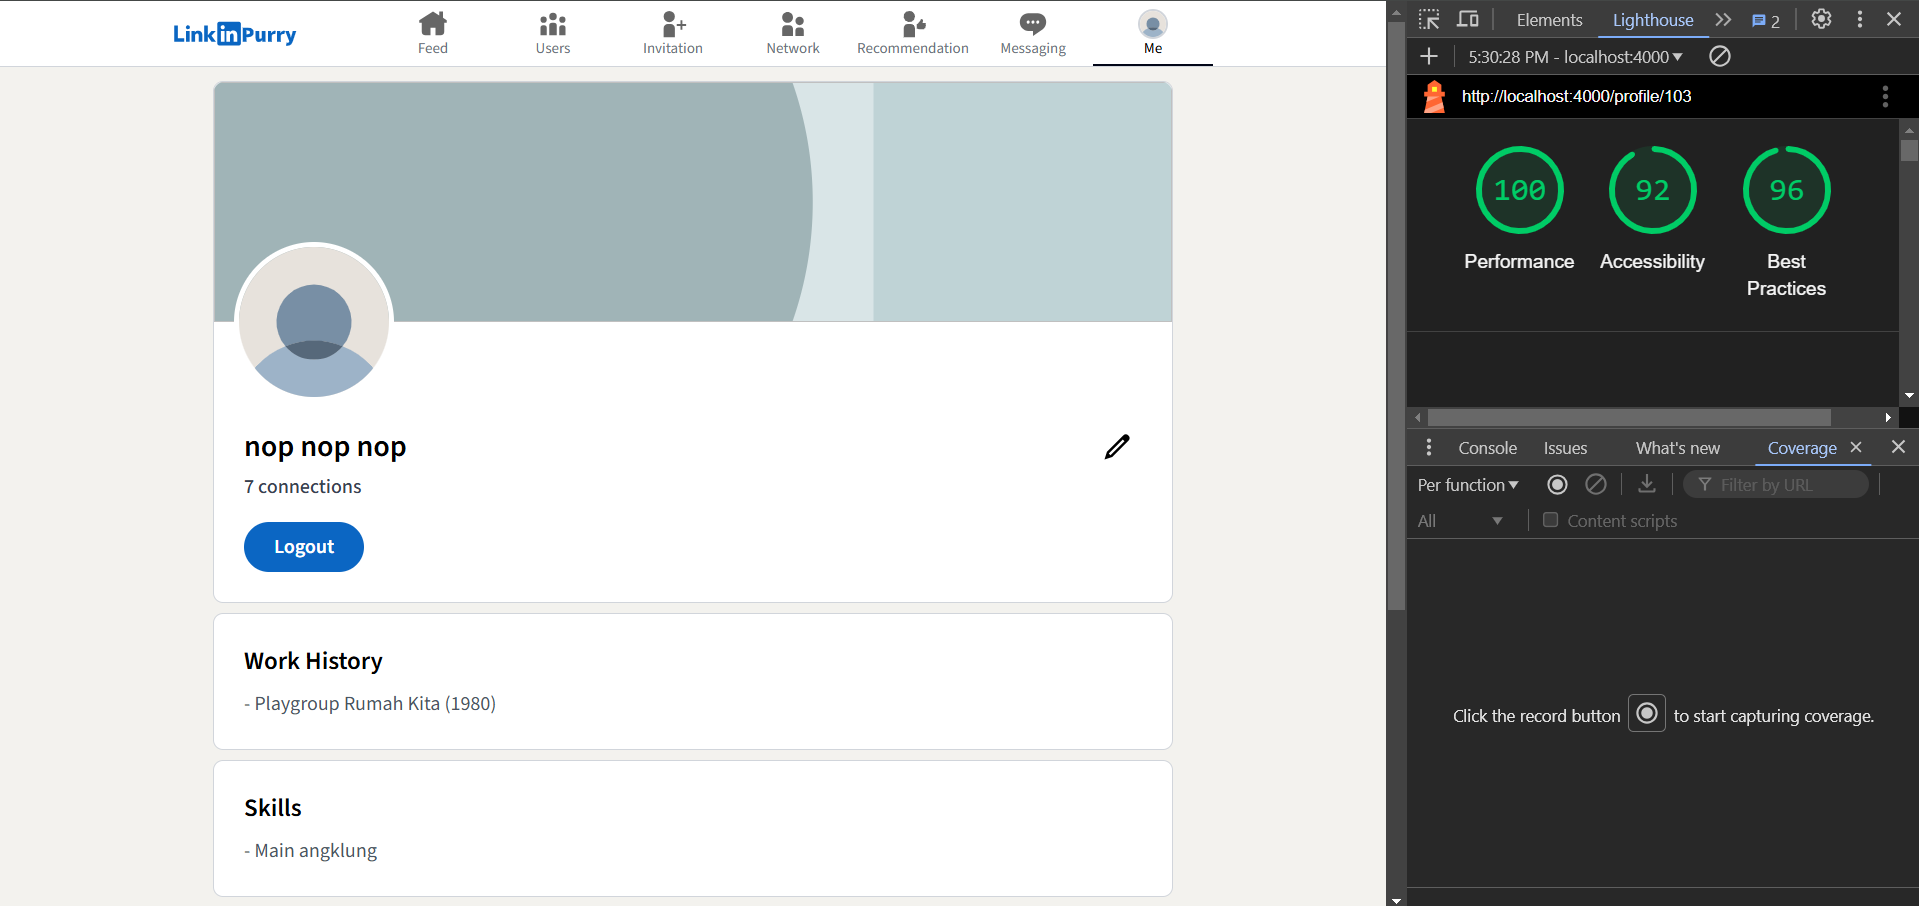 LinkinPurry
Feed
Users
Invitation
Network
Recommendation
Messaging
Me
nop nop nop
7 connections
Logout
Work History
- Playgroup Rumah Kita (1980)
Skills
- Main angklung
Elements
Lighthouse
2
5:30:28 PM - localhost:4000
http://localhost:4000/profile/103
100
92
96
Performance
Accessibility
Best
Practices
Console
Issues
What's new
Coverage
Per function
Filter by URL
All
Content scripts
Click the record button to start capturing coverage.